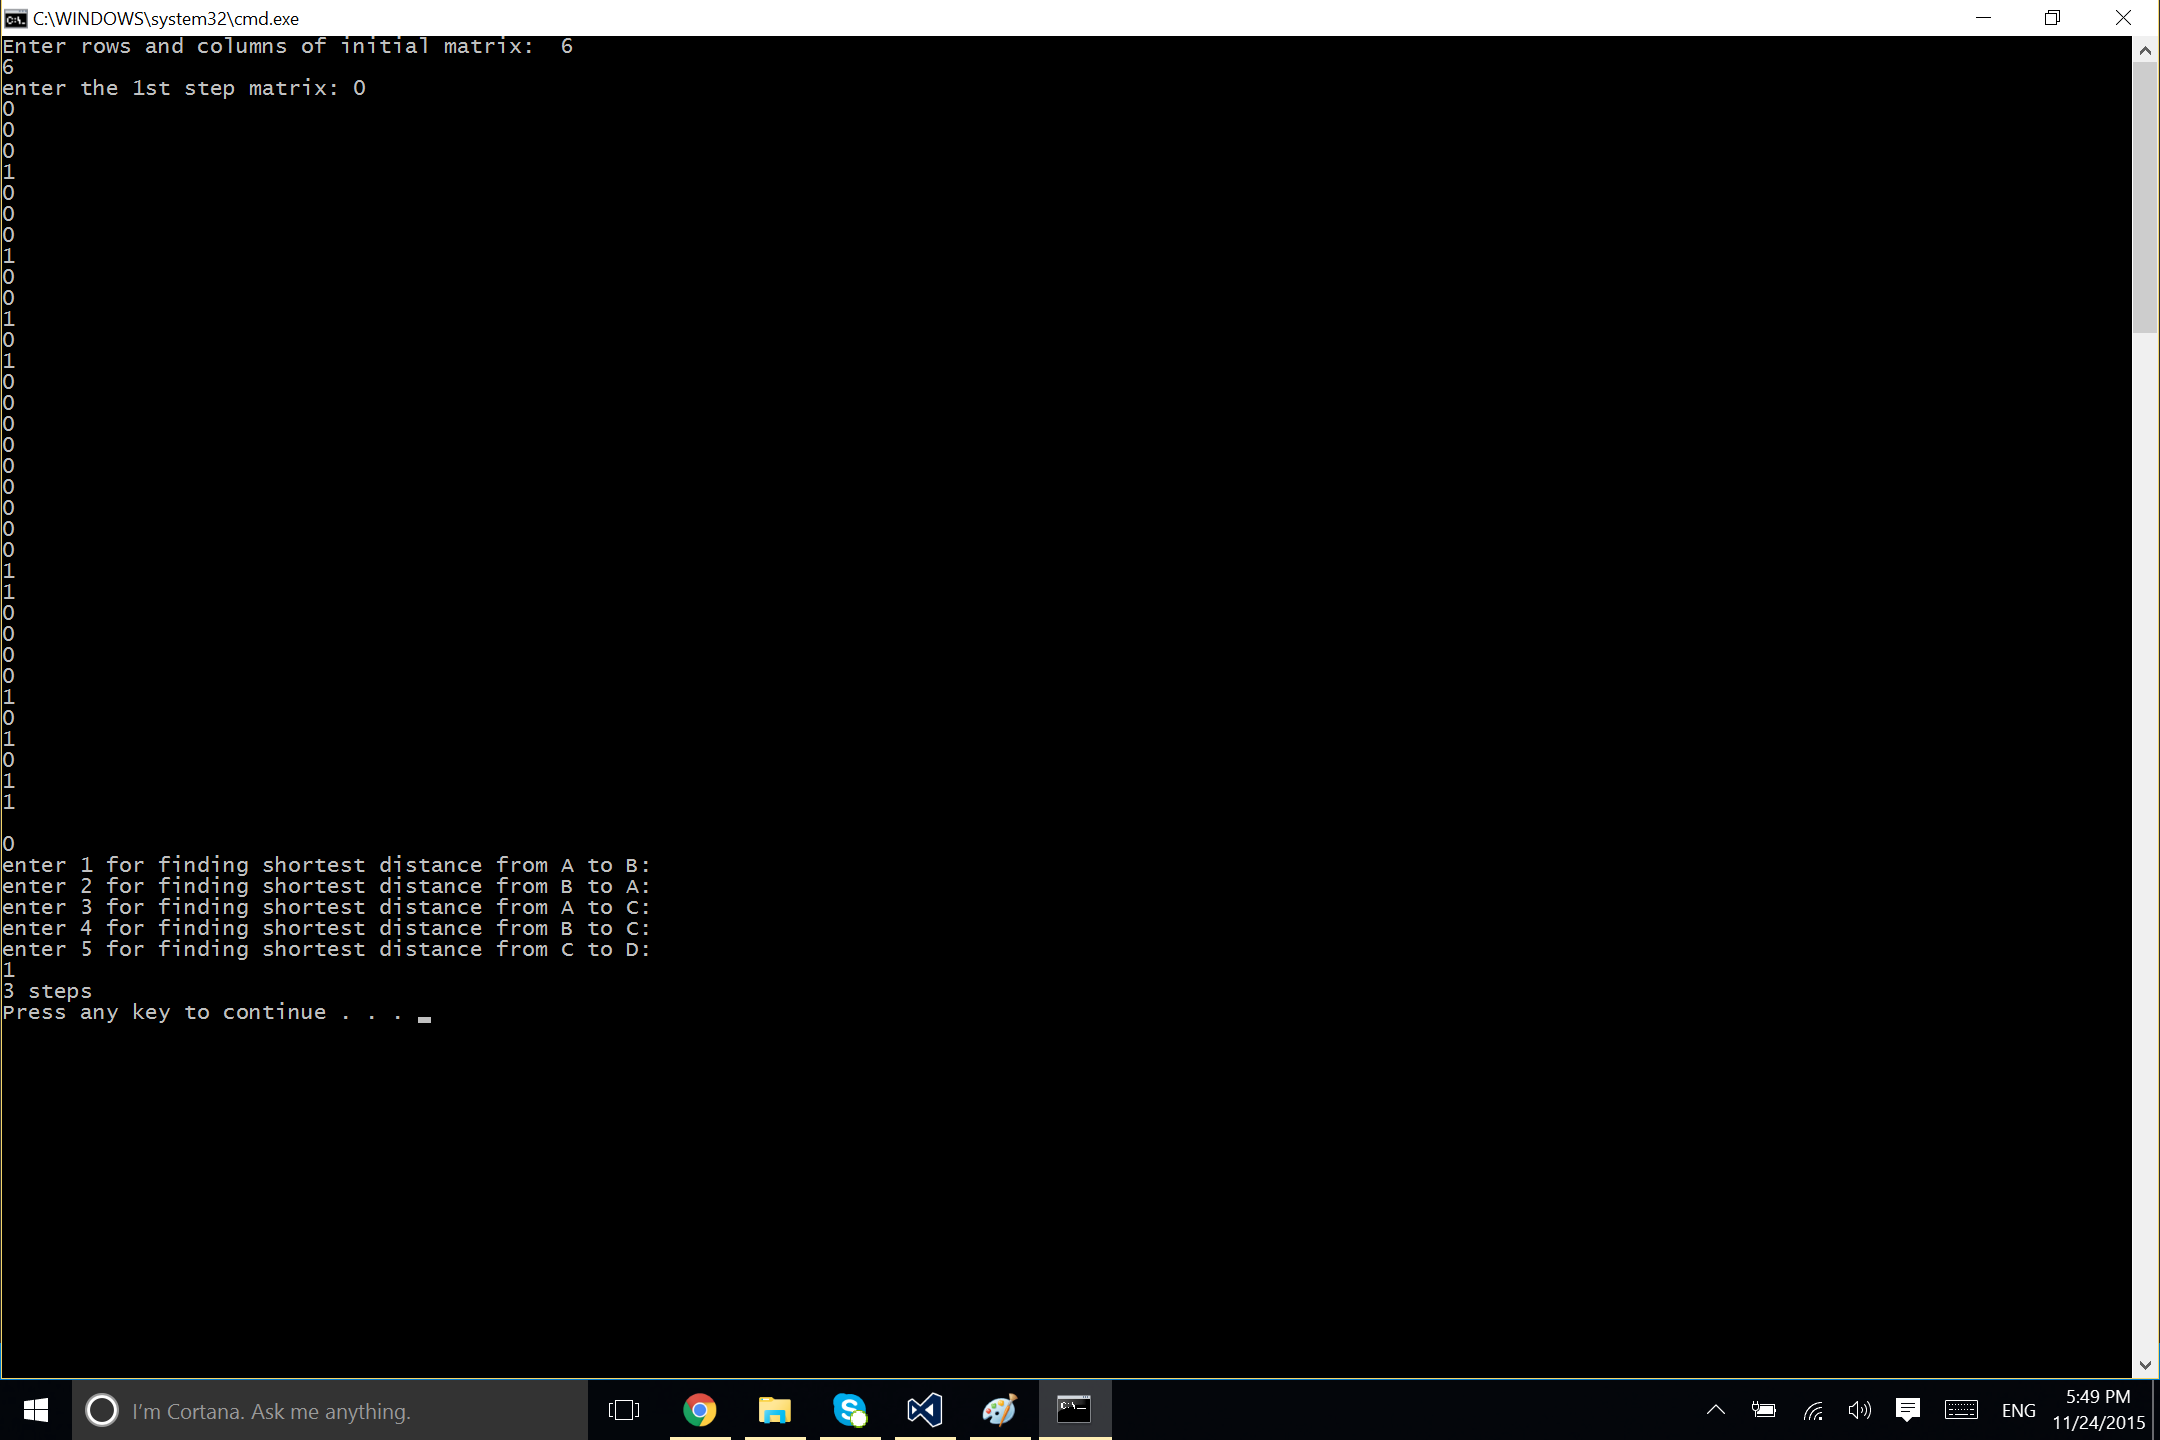 C:\WINDOWS\system32\cmd.exe
Enter rows and columns of initial matrix:  6
6
enter the 1st step matrix: 0
0
0
0
1
0
0
0
1
0
0
1
0
1
0
0
0
0
0
0
0
0
0
1
1
0
0
0
0
1
0
1
0
1
1
0
enter 1 for finding shortest distance from A to B:
enter 2 for finding shortest distance from B to A:
enter 3 for finding shortest distance from A to C:
enter 4 for finding shortest distance from B to C:
enter 5 for finding shortest distance from C to D:
1
3 steps
Press any key to continue . . .
I'm Cortana. Ask me anything.
ENG
5:49 PM
11/24/2015